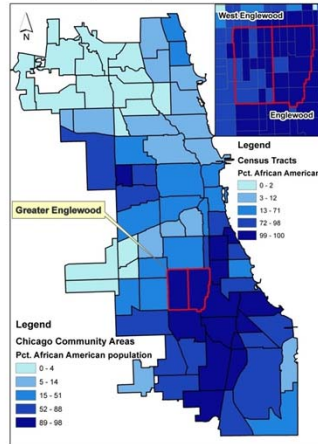 N
West Englewood
Englewood
Legend
Census Tracts
Pct. African American
0 - 2
3 - 12
13 - 71
72 - 98
99 - 100
Greater Englewood
Legend
Chicago Community Areas
Pct. African American population
0 - 4
5 - 14
15 - 51
52 - 88
89 - 98